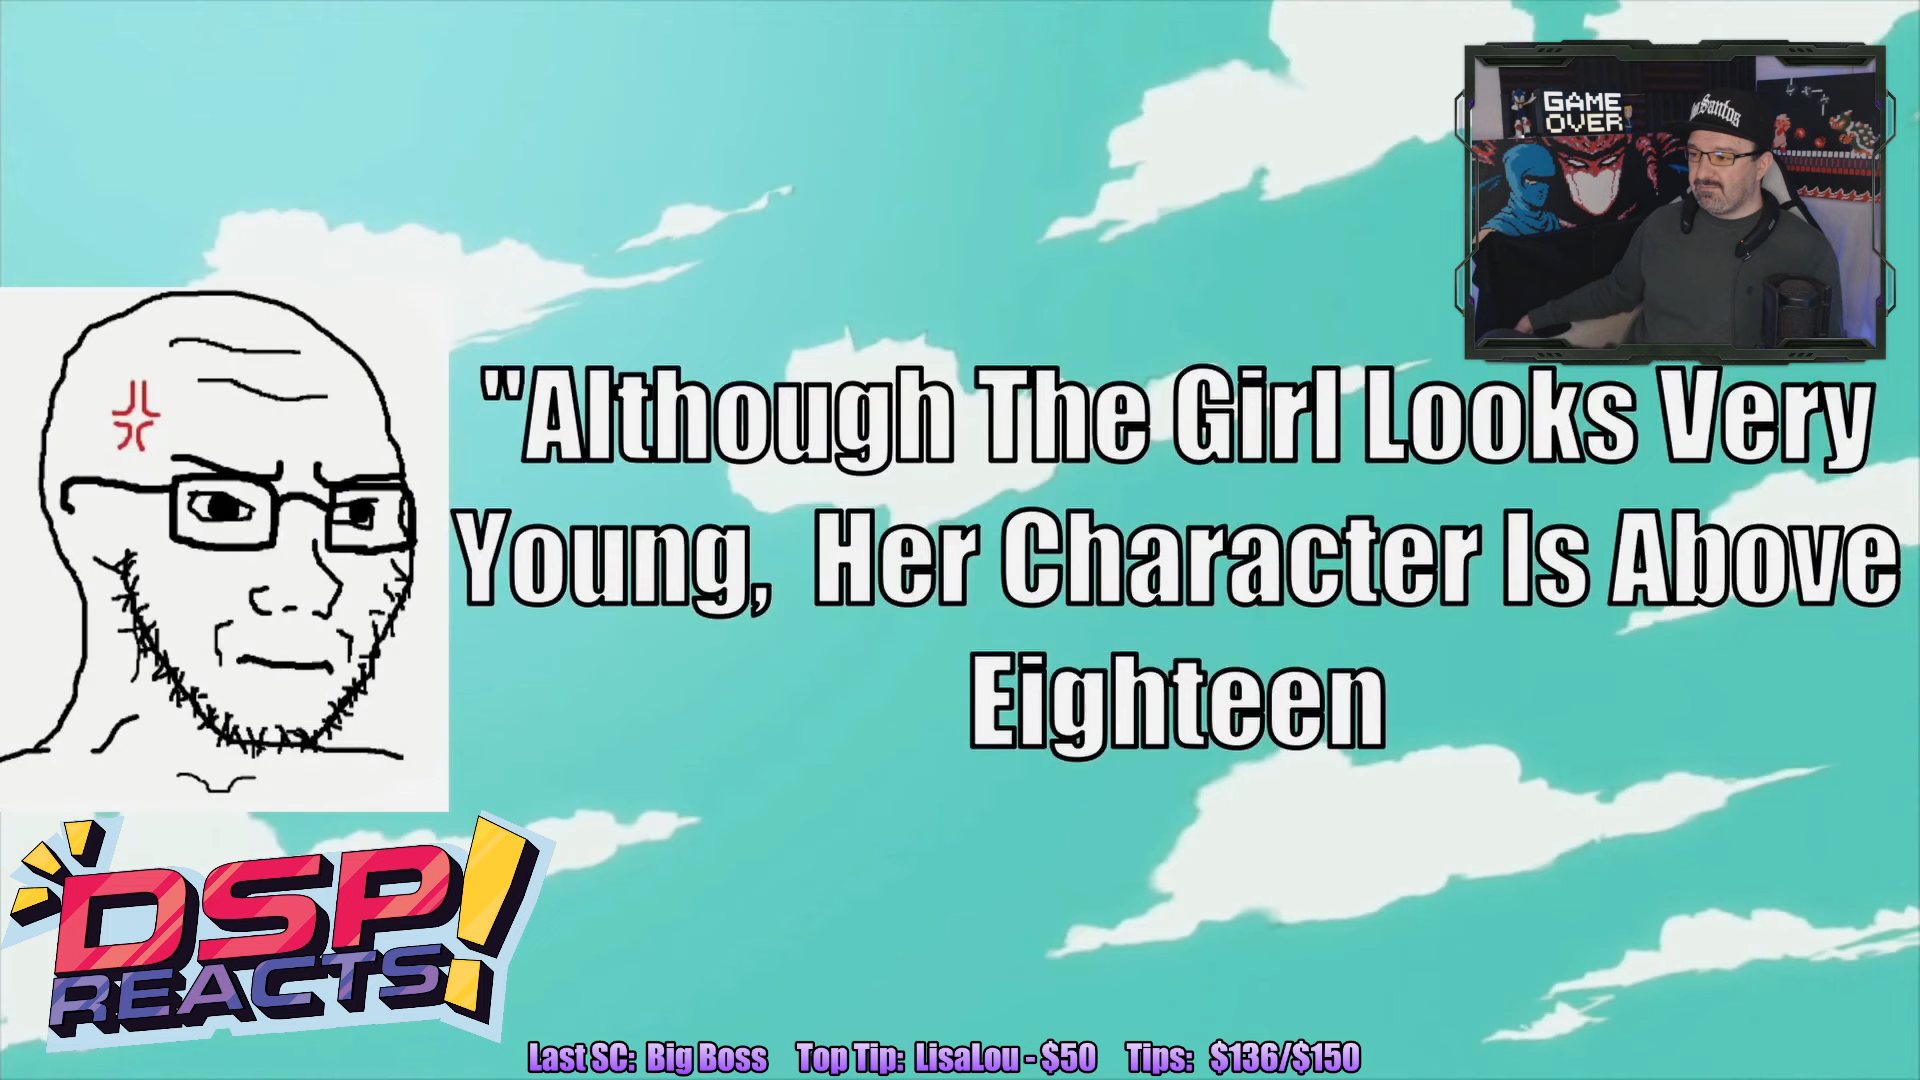 GAME
OVER
Santos
"Although The Girl Looks Very
Young, Her Character Is Above
Eighteen
DSP!
REACTS
Last SC: Big Boss Top Tip: LisaLou - $50 Tips: $136/$150